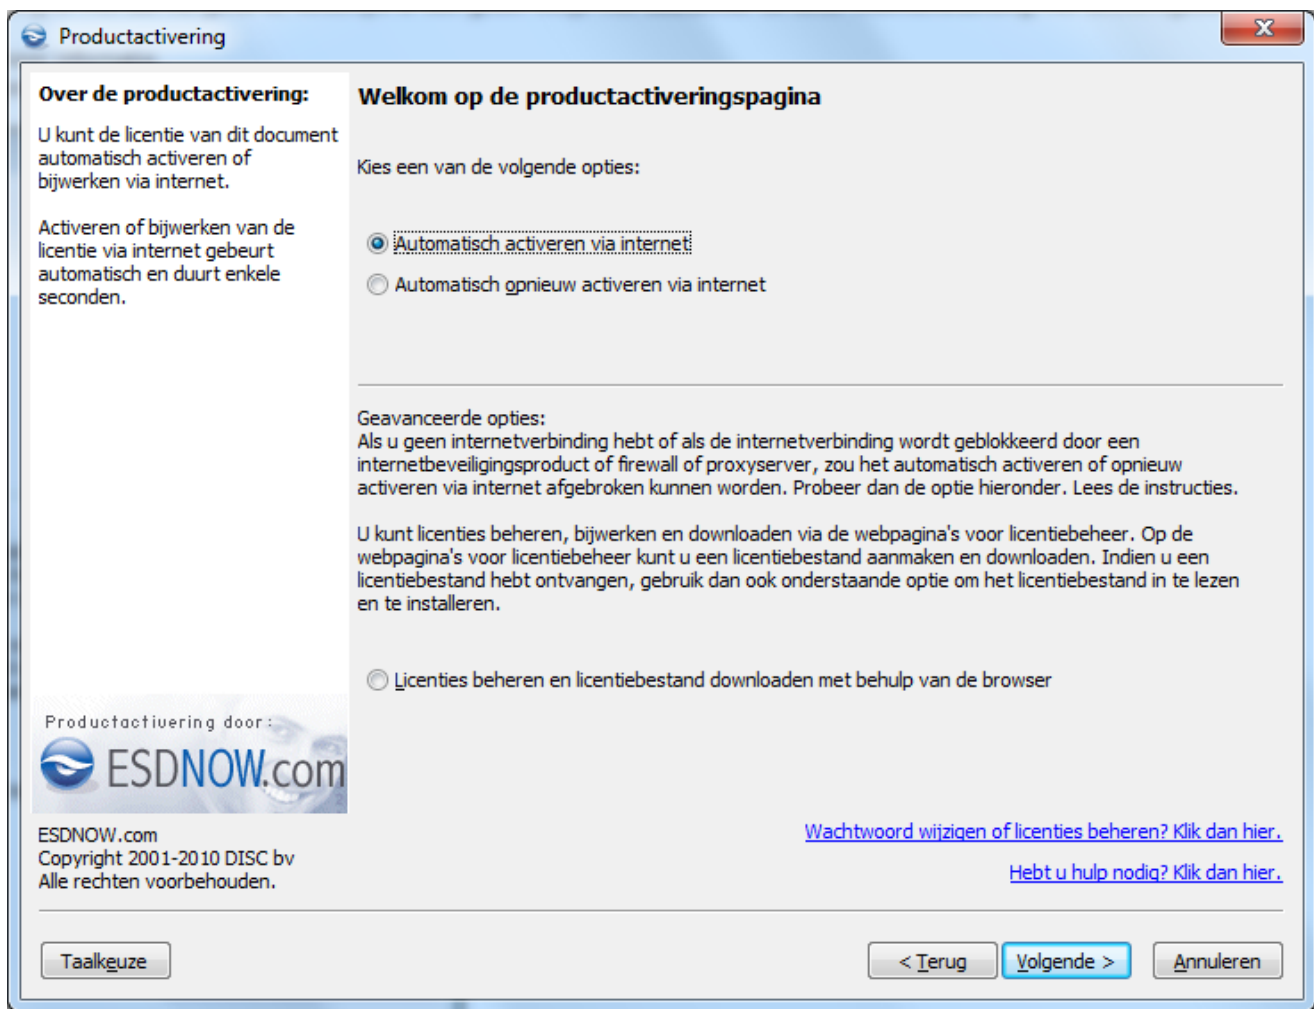 Productactivering
Over de productactivering:
U kunt de licentie van dit document
automatisch activeren of
bijwerken via internet.
Activeren of bijwerken van de
licentie via internet gebeurt
automatisch en duurt enkele
seconden.
Welkom op de productactiveringspagina
Kies een van de volgende opties:
Automatisch activeren via internet
Automatisch opnieuw activeren via internet
Geavanceerde opties:
Als u geen internetverbinding hebt of als de internetverbinding wordt geblokkeerd door een
internetbeveiligingsproduct of firewall of proxyserver, zou het automatisch activeren of opnieuw
activeren via internet afgebroken kunnen worden. Probeer dan de optie hieronder. Lees de instructies.
U kunt licenties beheren, bijwerken en downloaden via de webpagina's voor licentiebeheer. Op de
webpagina's voor licentiebeheer kunt u een licentiebestand aanmaken en downloaden. Indien u een
licentiebestand hebt ontvangen, gebruik dan ook onderstaande optie om het licentiebestand in te lezen
en te installeren.
Licenties beheren en licentiebestand downloaden met behulp van de browser
Productactivering door:
ESDNOW.com
2
ESDNOW.com
Copyright 2001-2010 DISC bv
Alle rechten voorbehouden.
Wachtwoord wijzigen of licenties beheren? Klik dan hier.
Hebt u hulp nodig? Klik dan hier.
Taalkeuze
< Terug
Volgende >
Annuleren